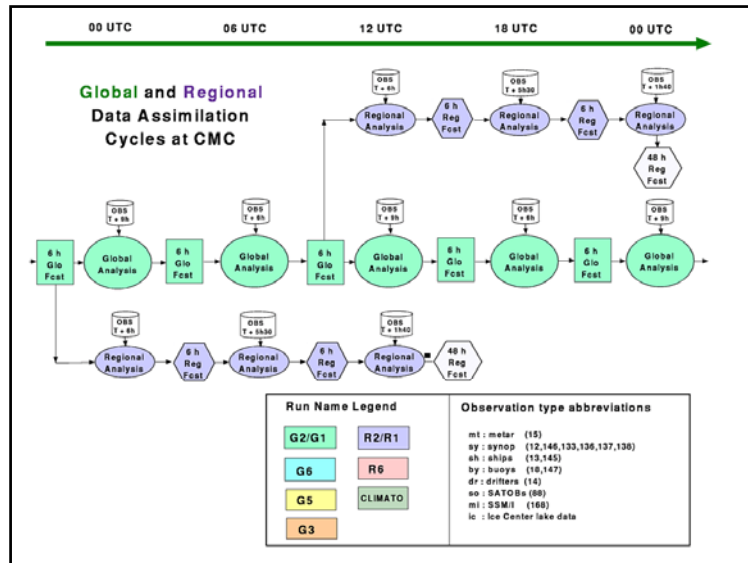 00 UTC
06 UTC
12 UTC
18 UTC
00 UTC
Global and Regional
Data Assimilation
Cycles at CMC
OBS
T + 6h
Regional
Analysis
6 h
Reg
Fcst
OBS
T + 5h30
Regional
Analysis
6 h
Reg
Fcst
OBS
T + 1h40
Regional
Analysis
48 h
Reg
Fcst
6 h
Glo
Fcst
OBS
T + 9h
Global
Analysis
6 h
Glo
Fcst
OBS
T + 6h
Global
Analysis
6 h
Glo
Fcst
OBS
T + 9h
Global
Analysis
6 h
Glo
Fcst
OBS
T + 6h
Global
Analysis
6 h
Glo
Fcst
OBS
T + 9h
Global
Analysis
OBS
T + 6h
Regional
Analysis
6 h
Reg
Fcst
OBS
T + 5h30
Regional
Analysis
6 h
Reg
Fcst
OBS
T + 1h40
Regional
Analysis
48 h
Reg
Fcst
Run Name Legend
G2/G1
R2/R1
G6
R6
G5
CLIMATO
G3
Observation type abbreviations
mt : metar (15)
sy : synop (12,146,133,136,137,138)
sh : ships (13,145)
by : buoys (18,147)
dr : drifters (14)
so : SATOBs (88)
mi : SSM/I (168)
ic : Ice Center lake data